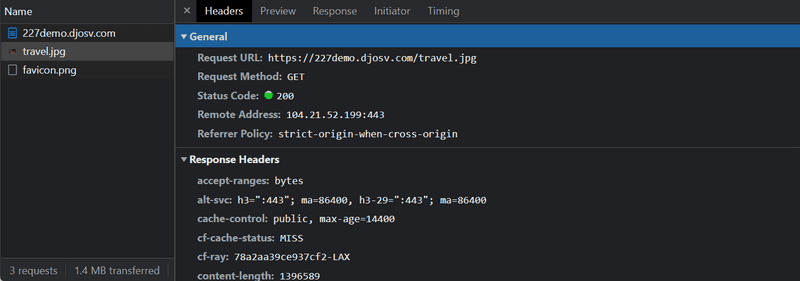 Name
227demo.djosv.com
travel.jpg
favicon.png
3 requests 1.4 MB transferred
× Headers Preview Response Initiator Timing
▼ General
Request URL: https://227demo.djosv.com/travel.jpg
Request Method: GET
Status Code: 200
Remote Address: 104.21.52.199:443
Referrer Policy: strict-origin-when-cross-origin
▼ Response Headers
accept-ranges: bytes
alt-svc: h3=":443"; ma=86400, h3-29=":443"; ma=86400
cache-control: public, max-age=14400
cf-cache-status: MISS
cf-ray: 78a2aa39ce937cf2-LAX
content-length: 1396589